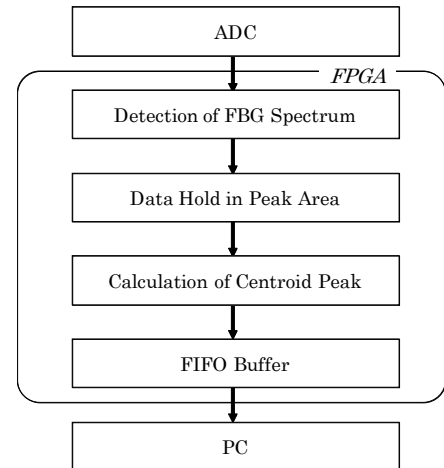 ADC
FPGA
Detection of FBG Spectrum
Data Hold in Peak Area
Calculation of Centroid Peak
FIFO Buffer
PC